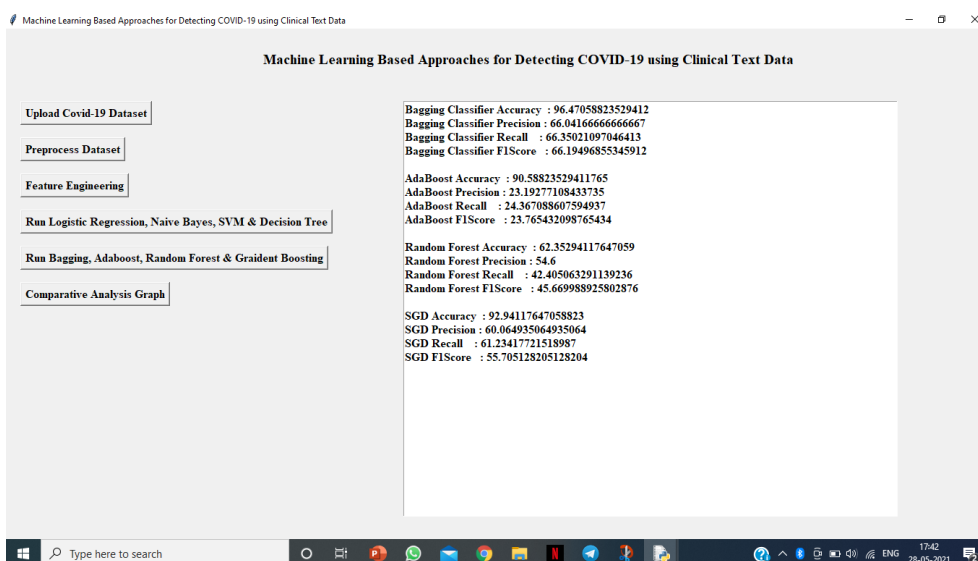 Machine Learning Based Approaches for Detecting COVID-19 using Clinical Text Data
Machine Learning Based Approaches for Detecting COVID-19 using Clinical Text Data
Upload Covid-19 Dataset
Preprocess Dataset
Feature Engineering
Run Logistic Regression, Naive Bayes, SVM & Decision Tree
Run Bagging, Adaboost, Random Forest & Graident Boosting
Comparative Analysis Graph
Bagging Classifier Accuracy : 96.47058823529412
Bagging Classifier Precision : 66.04166666666667
Bagging Classifier Recall : 66.35021097046413
Bagging Classifier F1Score : 66.19496855345912
AdaBoost Accuracy : 90.58823529411765
AdaBoost Precision : 23.19277108433735
AdaBoost Recall : 24.367088607594937
AdaBoost F1Score : 23.765432098765434
Random Forest Accuracy : 62.35294117647059
Random Forest Precision : 54.6
Random Forest Recall : 42.405063291139236
Random Forest F1Score : 45.669988925802876
SGD Accuracy : 92.94117647058823
SGD Precision : 60.064935064935064
SGD Recall : 61.23417721518987
SGD F1Score : 55.705128205128204
Type here to search
ENG
17:42
28-05-2021